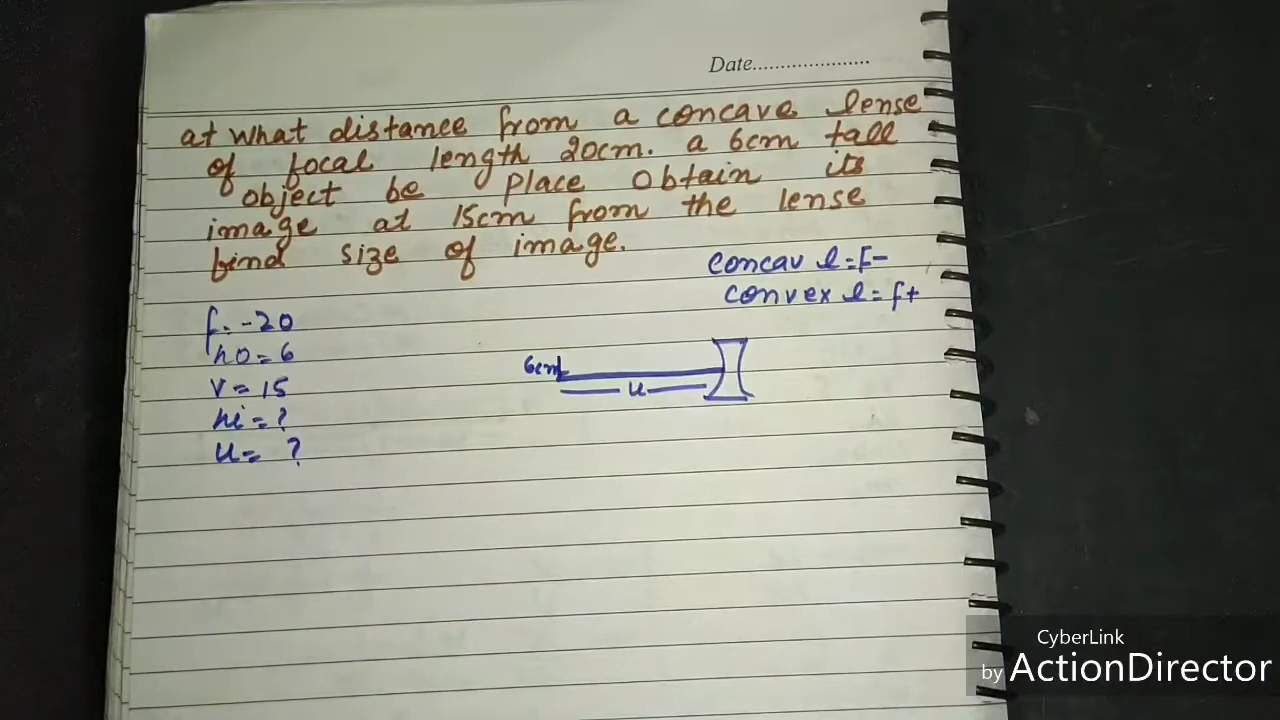 Date....................
at what distance from a concave lense
of focal length 20cm. a 6cm tall
object be place obtain its
image at 15cm from the lense
find size of image.
concav l=f-
convex l=f+
f=-20
ho=6
v=15
hi=?
u=?
6cm
u
CyberLink
by ActionDirector